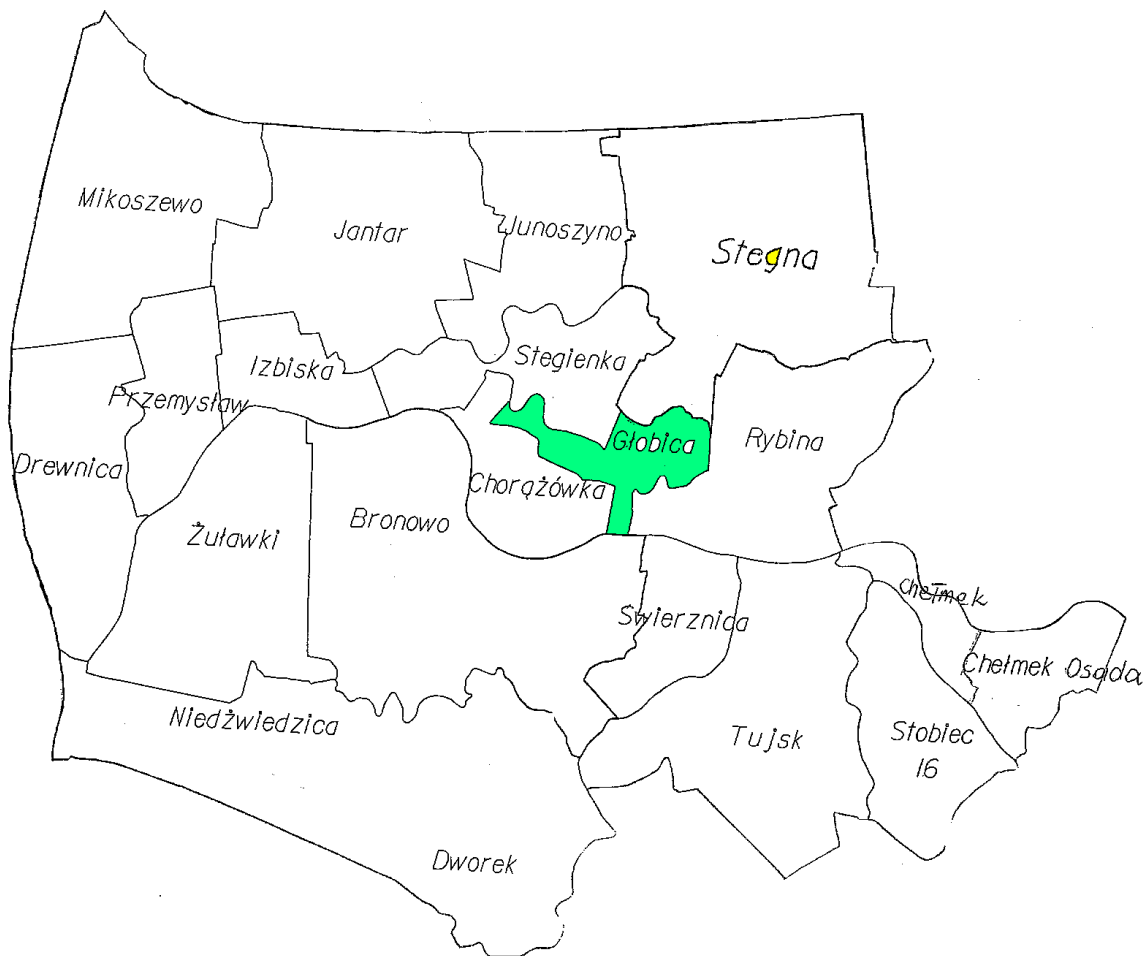 Mikoszewo
Jantar
Junoszyno
Stegna
Izbiska
Stegienka
Przemysław
Głobica
Rybina
Drewnica
Chorążówka
Żuławki
Bronowo
Chełmek
Świerznica
Chełmek Osada
Niedźwiedzica
Tujsk
Stobiec
16
Dworek